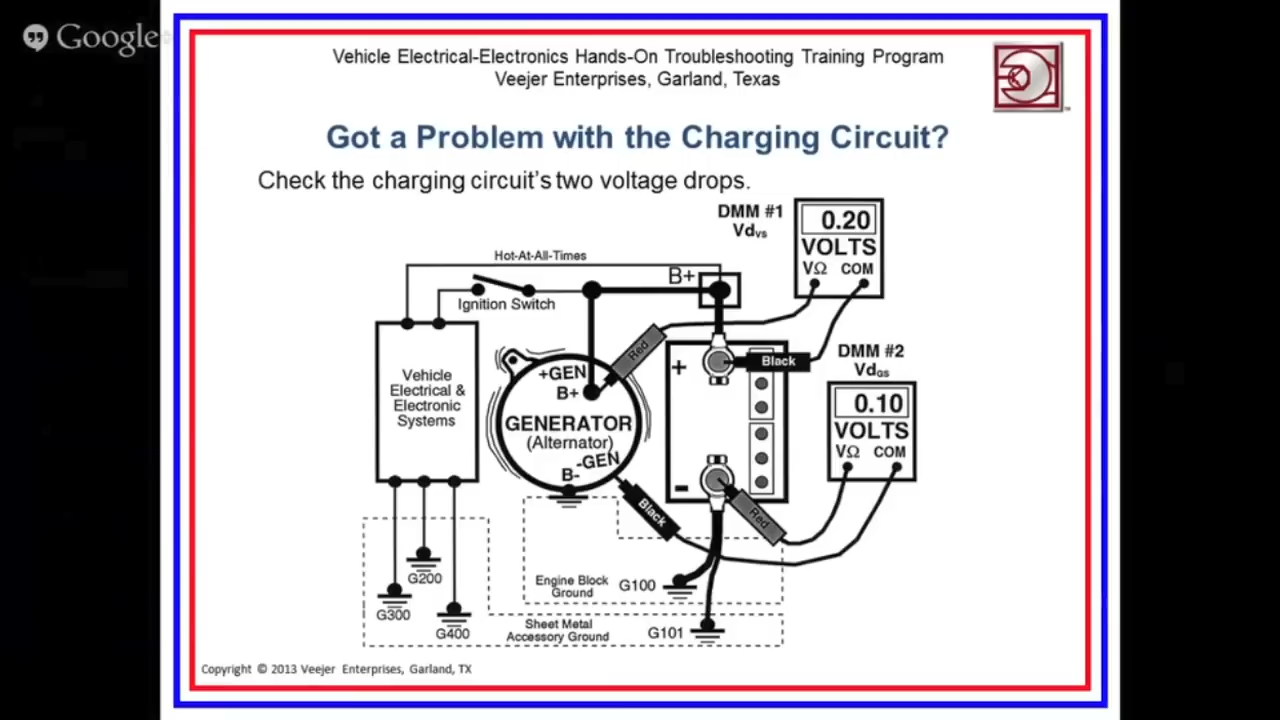 Google
Vehicle Electrical-Electronics Hands-On Troubleshooting Training Program
Veejer Enterprises, Garland, Texas
Got a Problem with the Charging Circuit?
Check the charging circuit's two voltage drops.
DMM #1
Vdvs
0.20
VOLTS
VΩ COM
Hot-At-All-Times
B+
Ignition Switch
Red
Black
+
DMM #2
VdGS
0.10
VOLTS
VΩ COM
Vehicle
Electrical &
Electronic
Systems
+GEN
B+
GENERATOR
(Alternator)
-GEN
B-
-
Black
Red
G200
G300
G400
Engine Block
Ground
G100
Sheet Metal
Accessory Ground
G101
Copyright © 2013 Veejer Enterprises, Garland, TX
TM